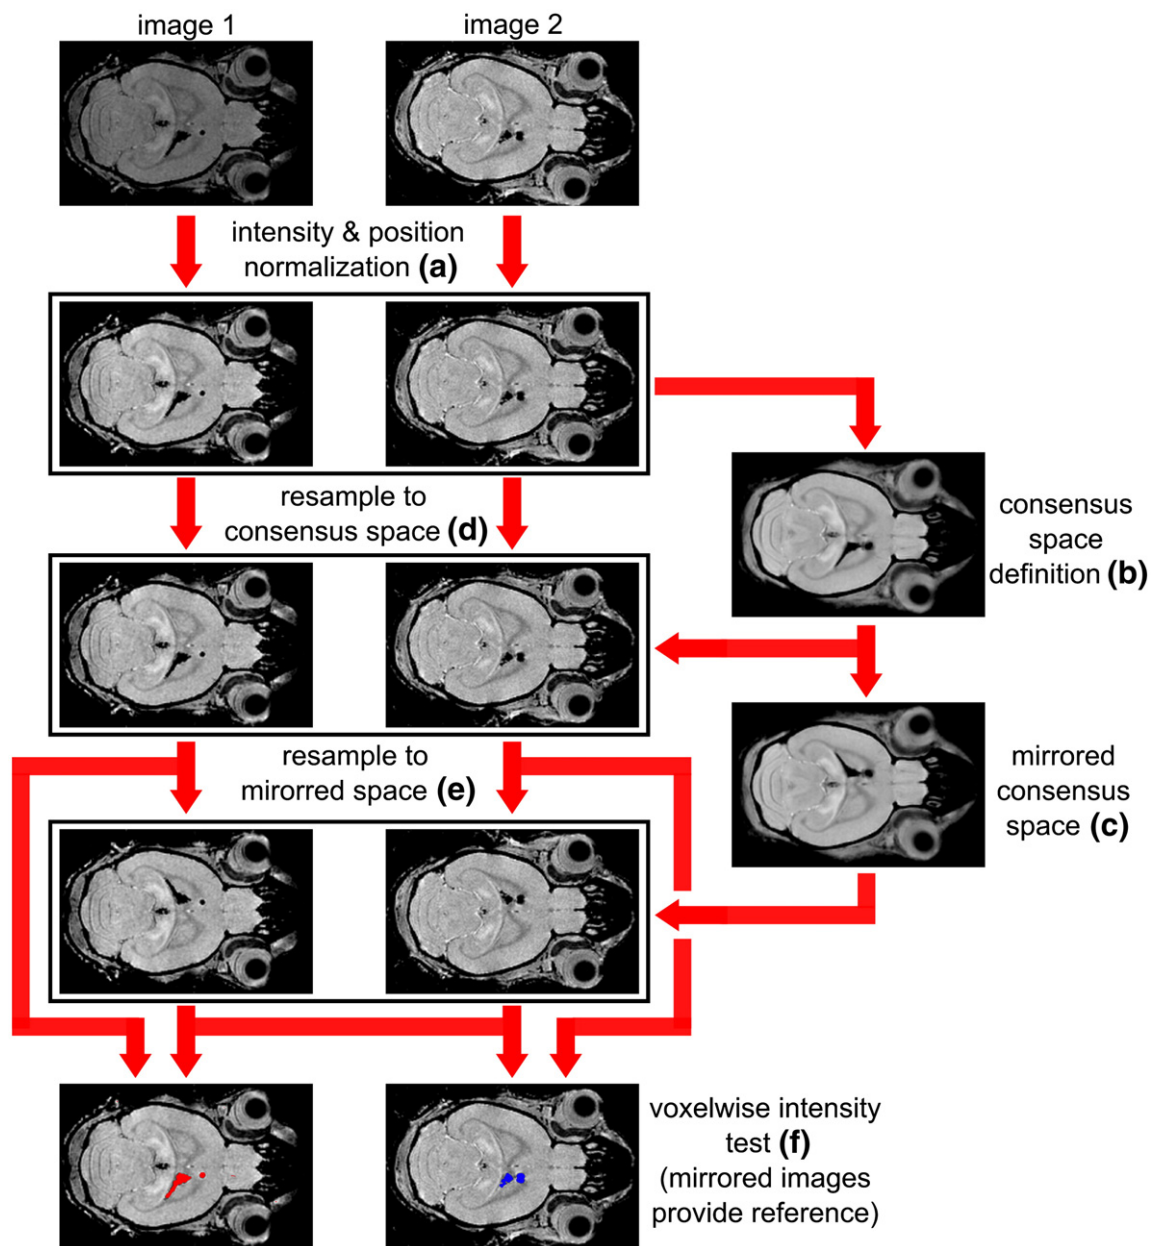 image 1
image 2
intensity & position
normalization (a)
resample to
consensus space (d)
consensus
space
definition (b)
resample to
mirorred space (e)
mirrored
consensus
space (c)
voxelwise intensity
test (f)
(mirrored images
provide reference)